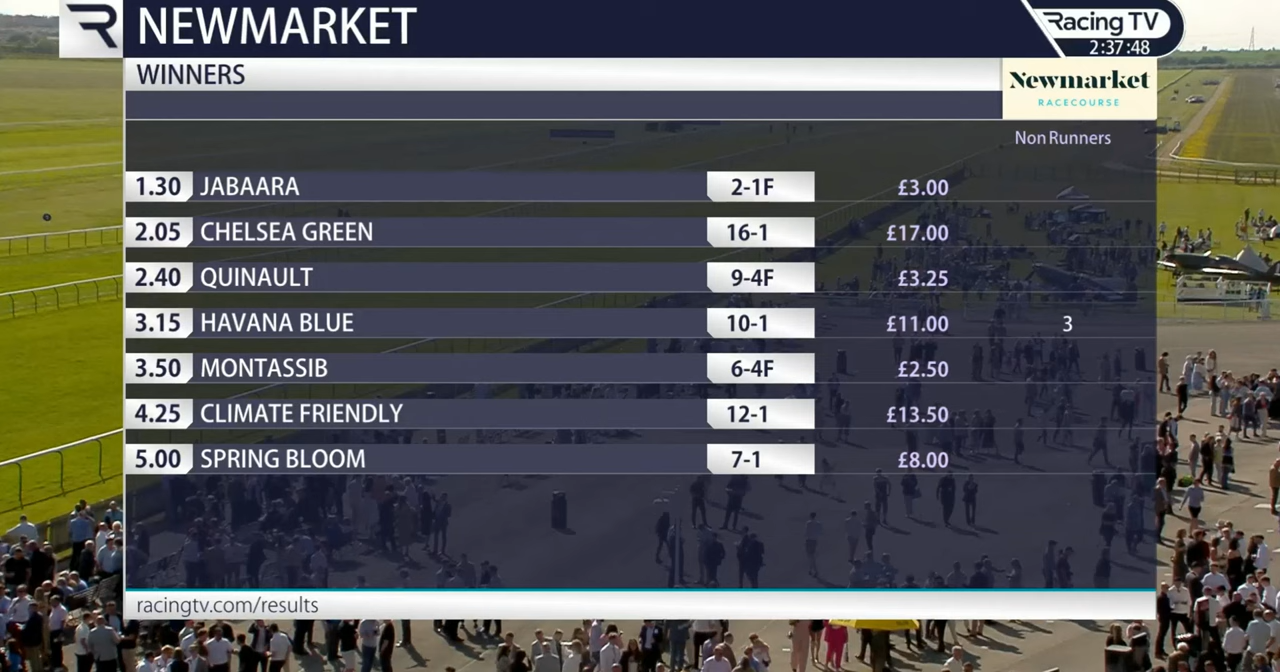 R NEWMARKET
Racing TV
2:37:48
WINNERS
Newmarket
RACECOURSE
Non Runners
1.30 JABAARA 2-1F £3.00
2.05 CHELSEA GREEN 16-1 £17.00
2.40 QUINAULT 9-4F £3.25
3.15 HAVANA BLUE 10-1 £11.00 3
3.50 MONTASSIB 6-4F £2.50
4.25 CLIMATE FRIENDLY 12-1 £13.50
5.00 SPRING BLOOM 7-1 £8.00
racingtv.com/results